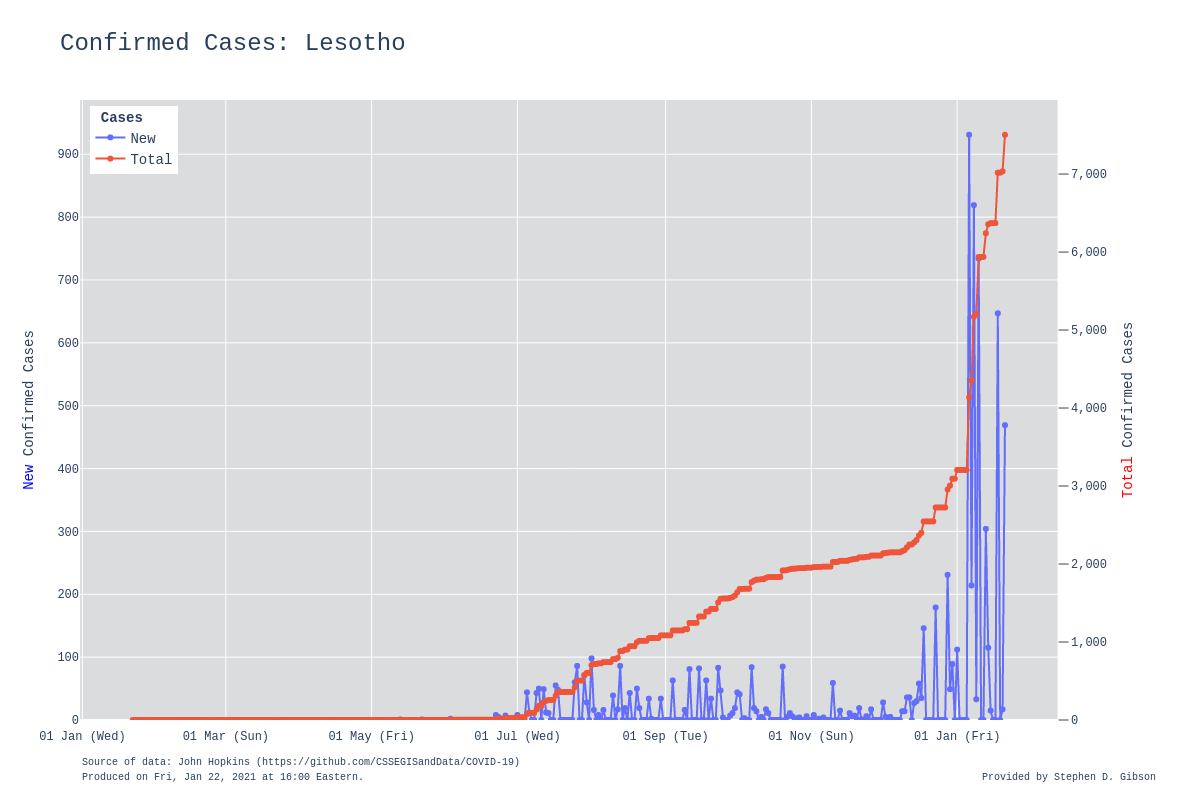 Confirmed Cases: Lesotho
Cases
New
Total
900
800
700
600
500
400
300
200
100
0
New Confirmed Cases
7,000
6,000
5,000
4,000
3,000
2,000
1,000
0
Total Confirmed Cases
01 Jan (Wed) 01 Mar (Sun) 01 May (Fri) 01 Jul (Wed) 01 Sep (Tue) 01 Nov (Sun) 01 Jan (Fri)
Source of data: John Hopkins (https://github.com/CSSEGISandData/COVID-19)
Produced on Fri, Jan 22, 2021 at 16:00 Eastern.
Provided by Stephen D. Gibson